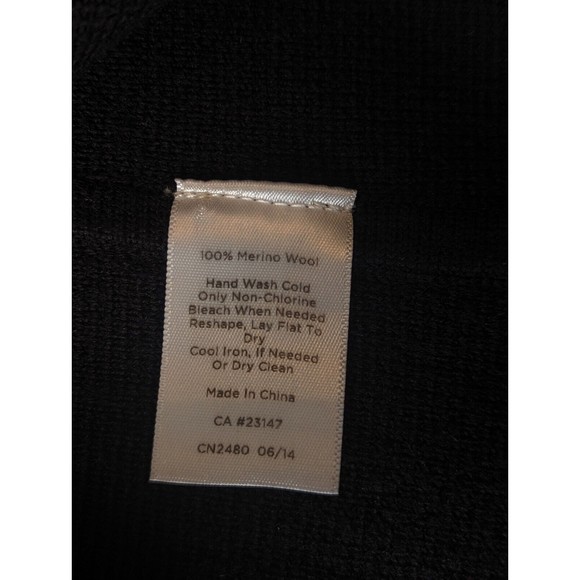 100% Merino Wool
Hand Wash Cold
Only Non-Chlorine
Bleach When Needed
Reshape, Lay Flat To
Dry
Cool Iron, If Needed
Or Dry Clean
Made In China
CA #23147
CN2480 06/14